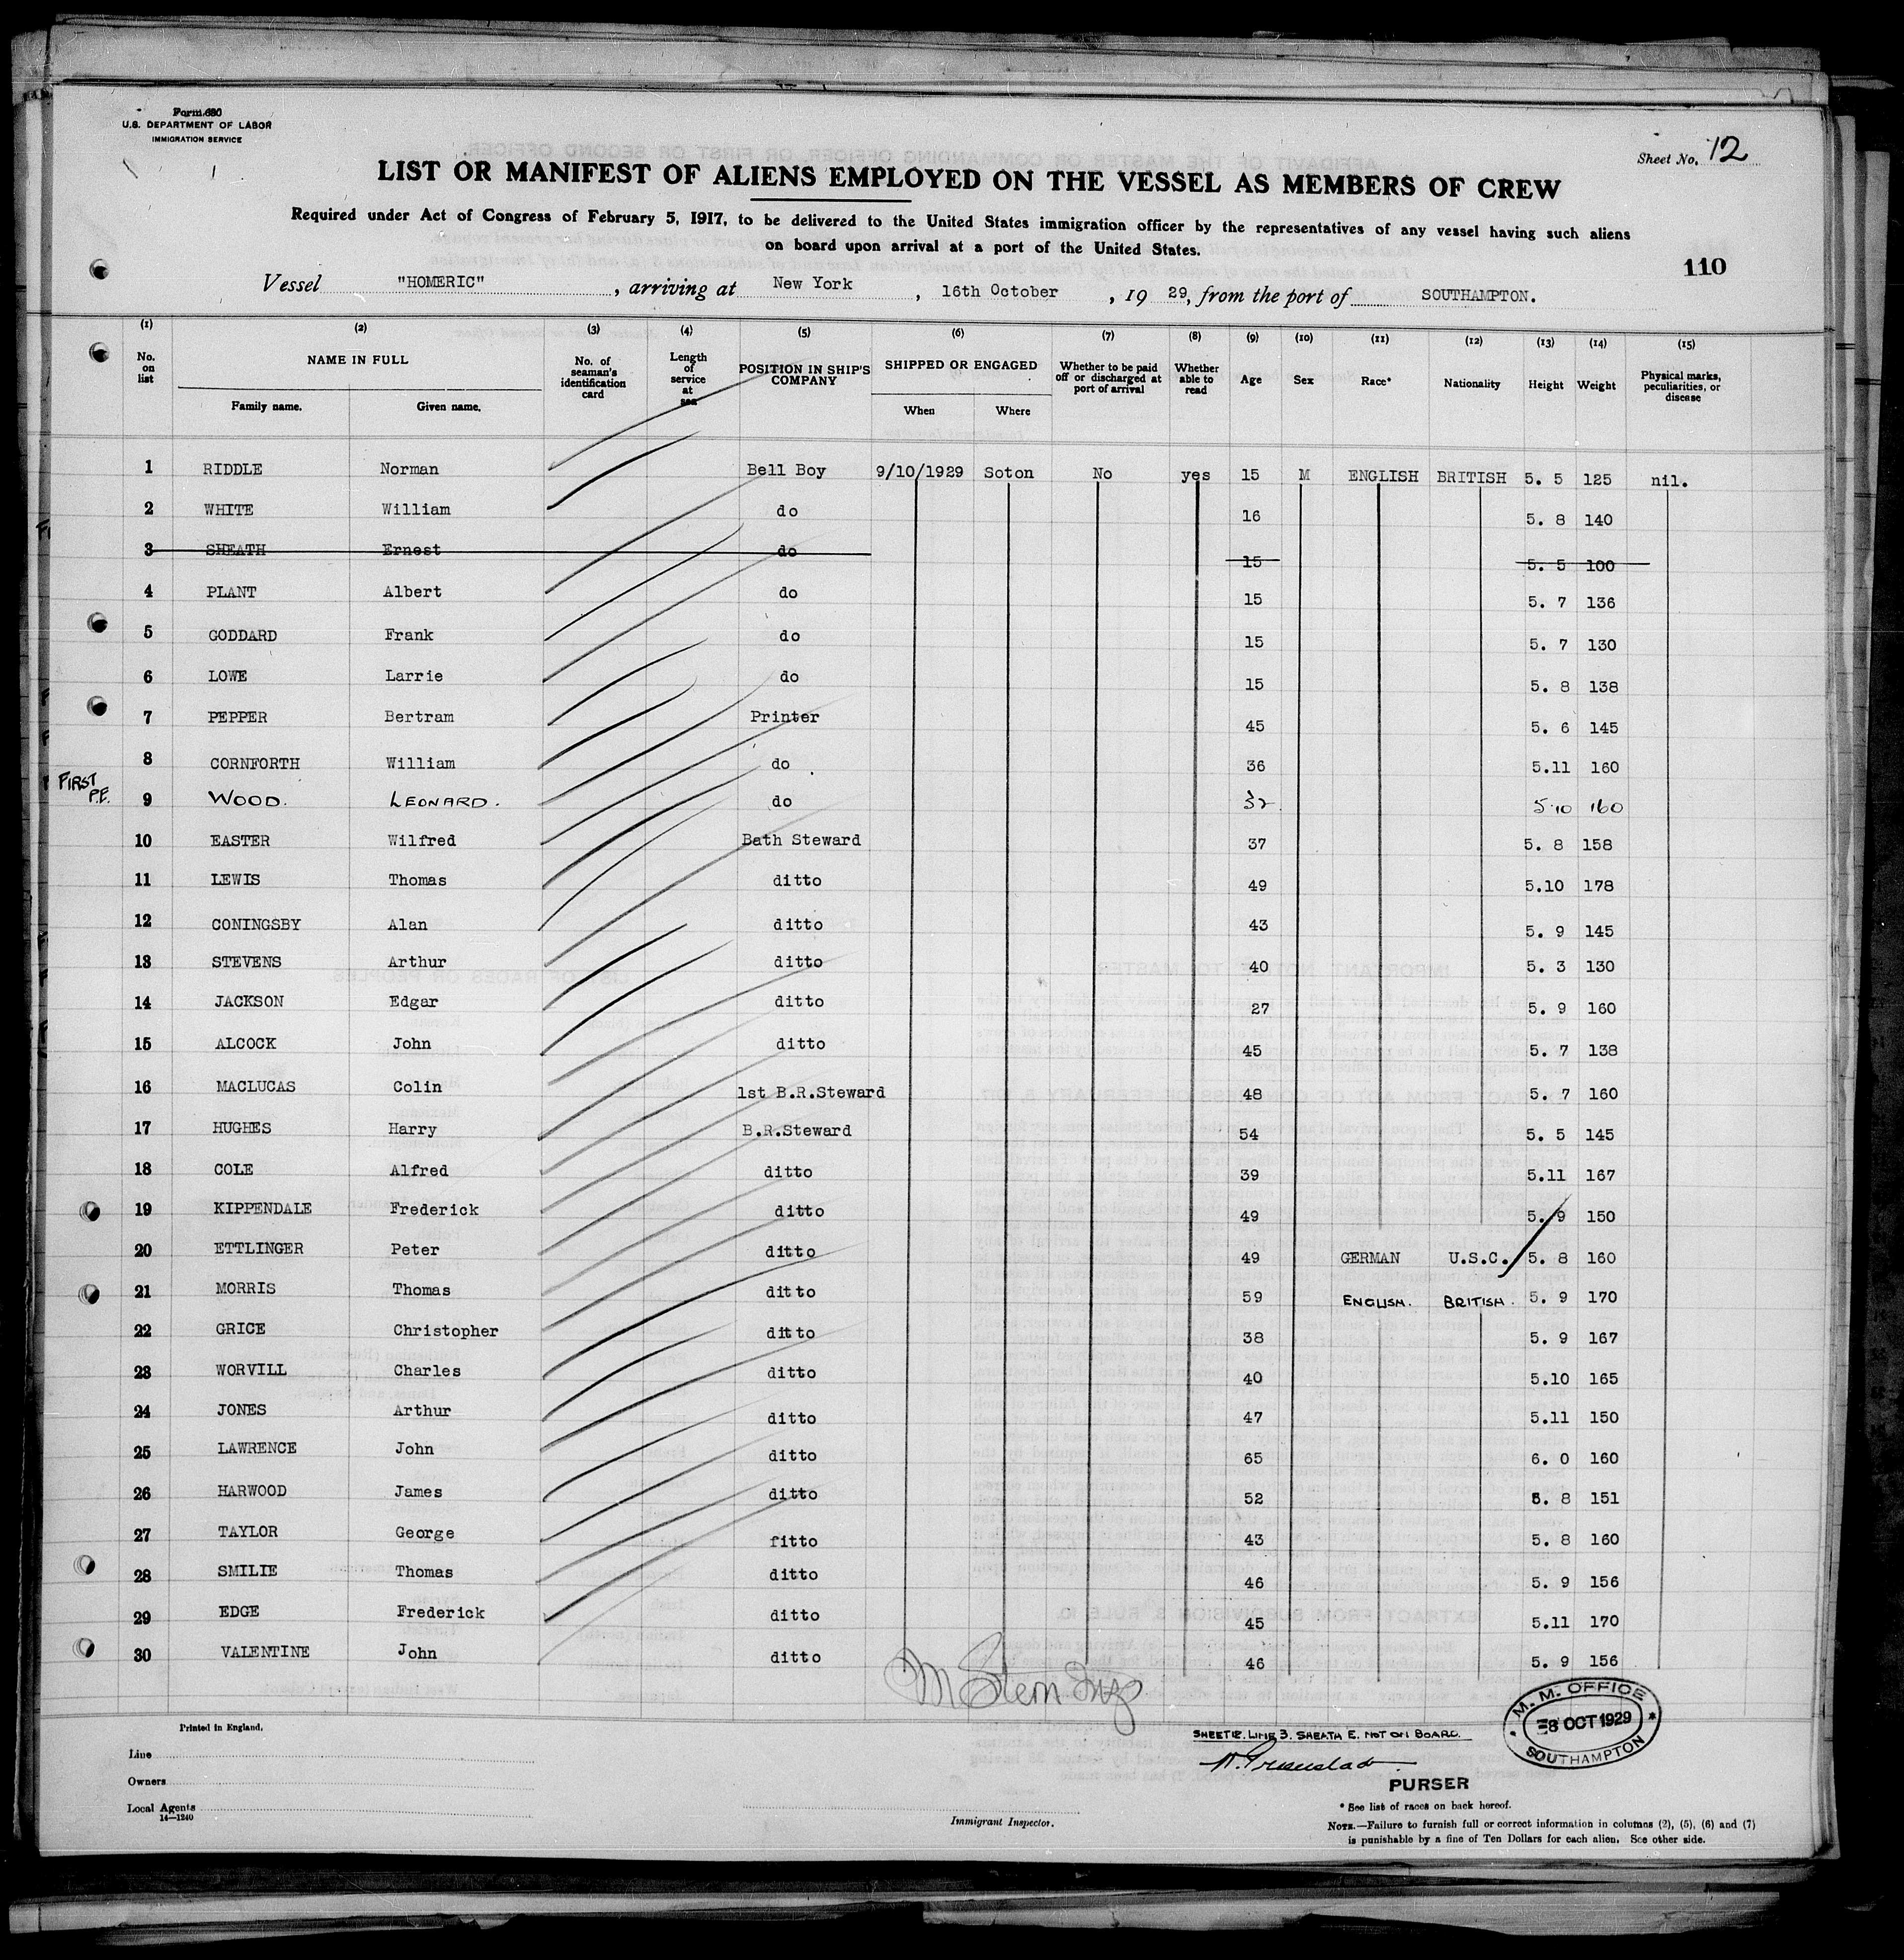 Form 680
U.S. DEPARTMENT OF LABOR
IMMIGRATION SERVICE
Sheet No. 12
LIST OR MANIFEST OF ALIENS EMPLOYED ON THE VESSEL AS MEMBERS OF CREW
Required under Act of Congress of February 5, 1917, to be delivered to the United States immigration officer by the representatives of any vessel having such aliens
on board upon arrival at a port of the United States.
110
Vessel "HOMERIC", arriving at New York, 16th October, 19 29, from the port of SOUTHAMPTON.
(1) (2) (3) (4) (5) (6) (7) (8) (9) (10) (11) (12) (13) (14) (15)
No. on list NAME IN FULL Family name. Given name. No. of seaman's identification card Length of service at sea POSITION IN SHIP'S COMPANY SHIPPED OR ENGAGED When Where Whether to be paid off or discharged at port of arrival Whether able to read Age Sex Race* Nationality Height Weight Physical marks, peculiarities, or disease
1 RIDDLE Norman Bell Boy 9/10/1929 Soton No yes 15 M ENGLISH BRITISH 5. 5 125 nil.
2 WHITE William do 16 5. 8 140
3 SHEATH Ernest do 15 5. 5 100
4 PLANT Albert do 15 5. 7 136
5 GODDARD Frank do 15 5. 7 130
6 LOWE Larrie do 15 5. 8 138
7 PEPPER Bertram Printer 45 5. 6 145
8 CORNFORTH William do 36 5.11 160
FIRST P.E. 9 WOOD. LEONARD. do 32 5.10 160
10 EASTER Wilfred Bath Steward 37 5. 8 158
11 LEWIS Thomas ditto 49 5.10 178
12 CONINGSBY Alan ditto 43 5. 9 145
13 STEVENS Arthur ditto 40 5. 3 130
14 JACKSON Edgar ditto 27 5. 9 160
15 ALCOCK John ditto 45 5. 7 138
16 MACLUCAS Colin 1st B.R.Steward 48 5. 7 160
17 HUGHES Harry B.R.Steward 54 5. 5 145
18 COLE Alfred ditto 39 5.11 167
19 KIPPENDALE Frederick ditto 49 5. 9 150
20 ETTLINGER Peter ditto 49 GERMAN U.S.C. 5. 8 160
21 MORRIS Thomas ditto 59 ENGLISH. BRITISH. 5. 9 170
22 GRICE Christopher ditto 38 5. 9 167
23 WORVILL Charles ditto 40 5.10 165
24 JONES Arthur ditto 47 5.11 150
25 LAWRENCE John ditto 65 6. 0 160
26 HARWOOD James ditto 52 5. 8 151
27 TAYLOR George fitto 43 5. 8 160
28 SMILIE Thomas ditto 46 5. 9 156
29 EDGE Frederick ditto 45 5.11 170
30 VALENTINE John ditto 46 5. 9 156
M Stern Insp
Printed in England.
SHEET 12. LINE 3. SHEATH E. NOT ON BOARD.
M. M. OFFICE
8 OCT 1929
SOUTHAMPTON
PURSER
Line
Owners
Local Agents
14—1240
Immigrant Inspector.
* See list of races on back hereof.
NOTE.—Failure to furnish full or correct information in columns (2), (5), (6) and (7)
is punishable by a fine of Ten Dollars for each alien. See other side.